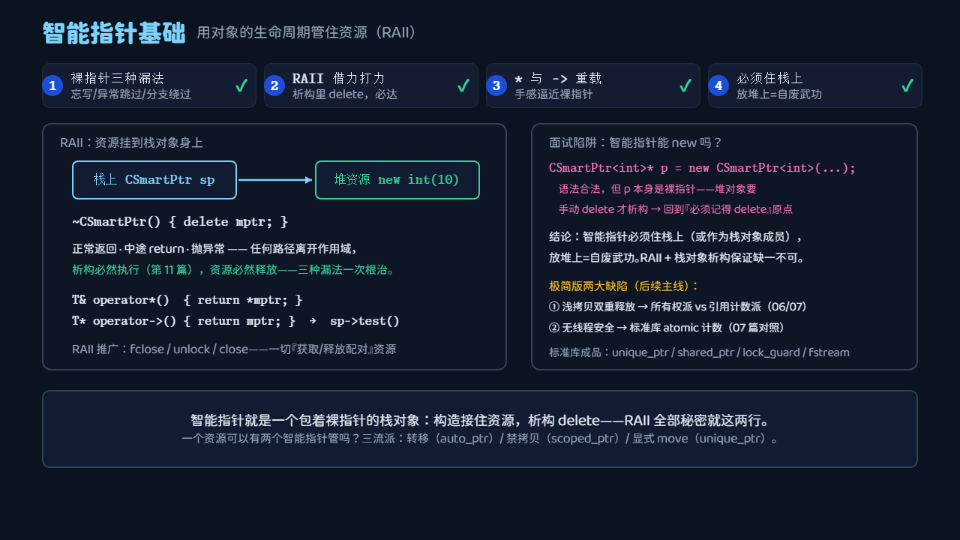 智能指针基础 用对象的生命周期管住资源（RAII）
1 裸指针三种漏法 ✓
忘写/异常跳过/分支绕过
2 RAII 借力打力 ✓
析构里 delete，必达
3 * 与 -> 重载 ✓
手感逼近裸指针
4 必须住栈上 ✓
放堆上=自废武功
RAII：资源挂到栈对象身上
栈上 CSmartPtr sp
堆资源 new int(10)
~CSmartPtr() { delete mptr; }
正常返回·中途 return·抛异常 —— 任何路径离开作用域，
析构必然执行（第 11 篇），资源必然释放——三种漏法一次根治。
T& operator*() { return *mptr; }
T* operator->() { return mptr; } → sp->test()
RAII 推广：fclose / unlock / close——一切『获取/释放配对』资源
面试陷阱：智能指针能 new 吗？
CSmartPtr<int>* p = new CSmartPtr<int>(...);
语法合法，但 p 本身是裸指针——堆对象要
手动 delete 才析构 → 回到『必须记得 delete』原点
结论：智能指针必须住栈上（或作为栈对象成员），
放堆上=自废武功。RAII + 栈对象析构保证缺一不可。
极简版两大缺陷（后续主线）：
① 浅拷贝双重释放 → 所有权派 vs 引用计数派（06/07）
② 无线程安全 → 标准库 atomic 计数（07 篇对照）
标准库成品：unique_ptr / shared_ptr / lock_guard / fstream
智能指针就是一个包着裸指针的栈对象：构造接住资源，析构 delete——RAII 全部秘密就这两行。
一个资源可以有两个智能指针管吗？三流派：转移（auto_ptr）/ 禁拷贝（scoped_ptr）/ 显式 move（unique_ptr）。